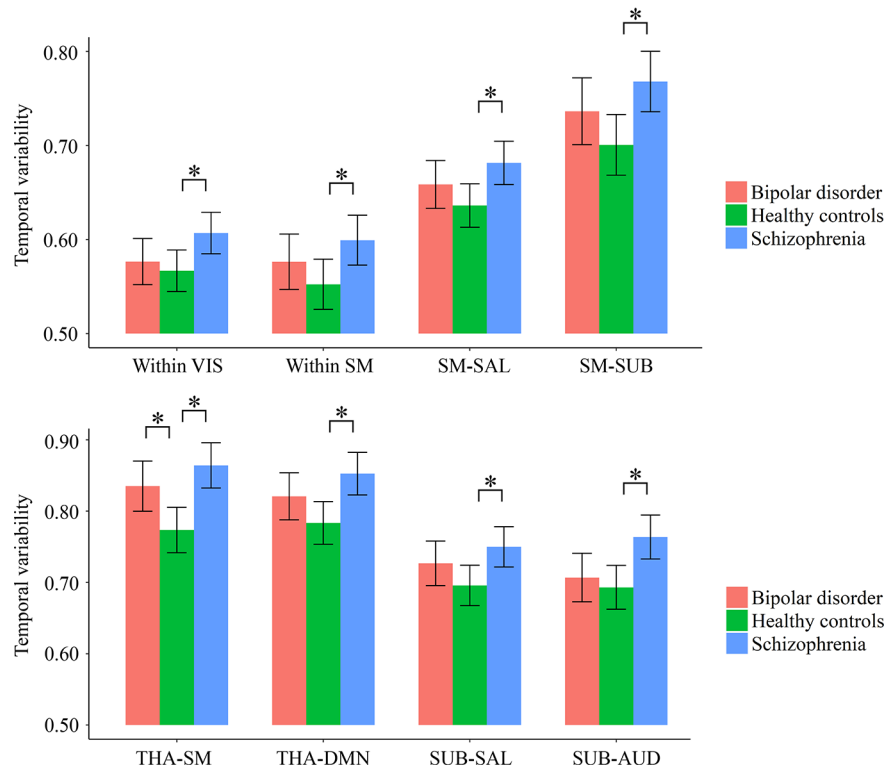 *
0.80
*
*
*
0.70
0.60
0.50
Temporal variability
Within VIS Within SM SM-SAL SM-SUB
Bipolar disorder
Healthy controls
Schizophrenia
* * * * *
0.90
0.80
0.70
0.60
0.50
Temporal variability
THA-SM THA-DMN SUB-SAL SUB-AUD
Bipolar disorder
Healthy controls
Schizophrenia